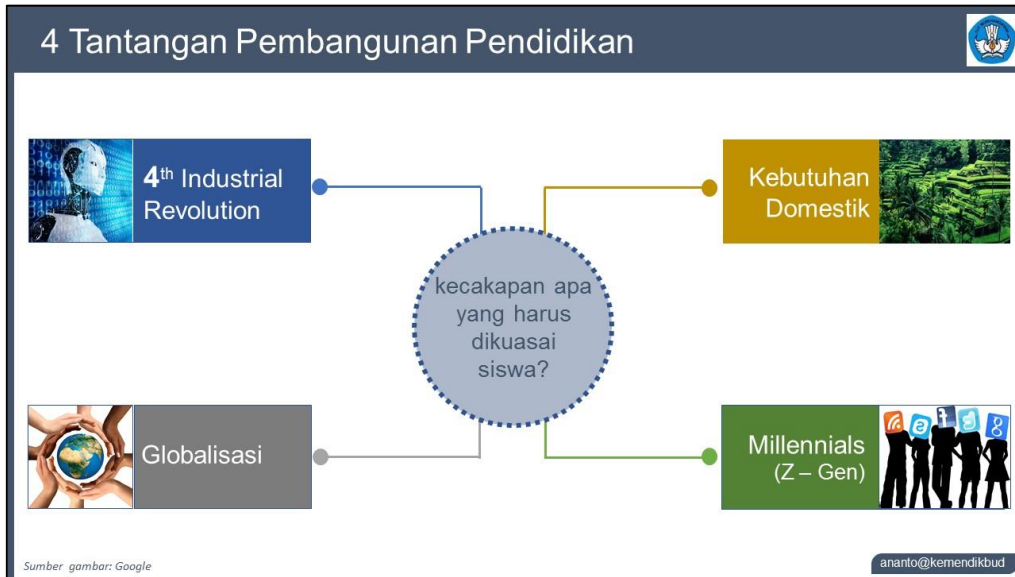 4 Tantangan Pembangunan Pendidikan
4th Industrial
Revolution
Kebutuhan
Domestik
kecakapan apa
yang harus
dikuasai
siswa?
Globalisasi
Millennials
(Z – Gen)
Sumber gambar: Google
ananto@kemendikbud